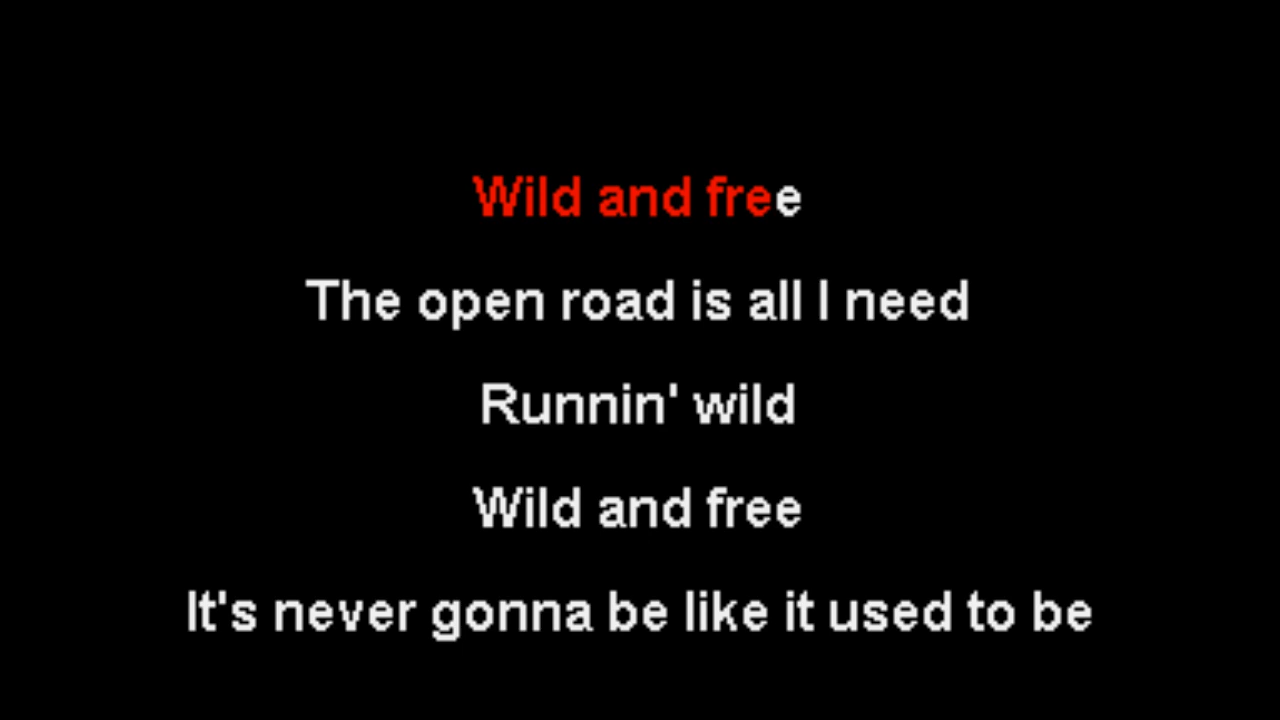 Wild and free
The open road is all I need
Runnin' wild
Wild and free
It's never gonna be like it used to be